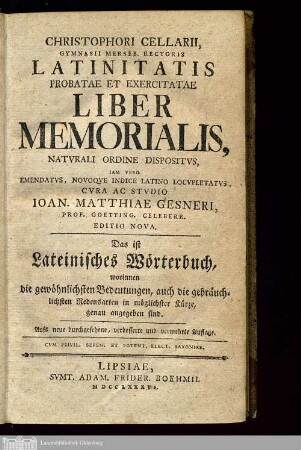 CHRISTOPHORI CELLARII,
GYMNASII MERSEB. RECTORIS
LATINITATIS
PROBATAE ET EXERCITATAE
LIBER
MEMORIALIS,
NATVRALI ORDINE DISPOSITVS,
IAM VERO
EMENDATVS, NOVOQVE INDICE LATINO LOCVPLETATVS,
CVRA AC STVDIO
IOAN. MATTHIAE GESNERI,
PROF. GOETTING. CELEBERR.
EDITIO NOVA.
Das ist
Lateinisches Wörterbuch,
worinnen
die gewöhnlichsten Bedeutungen, auch die gebräuch-
lichsten Redensarten in möglichster Kürze,
genau angegeben sind.
Aufs neue durchgesehene, verbesserte und vermehrte Auflage.
CVM PRIVIL. SEREN. ET POTENT. ELECT. SAXONIAE.
LIPSIAE,
SVMT. ADAM. FRIDER. BOEHMII.
Landesbibliothek Oldenburg